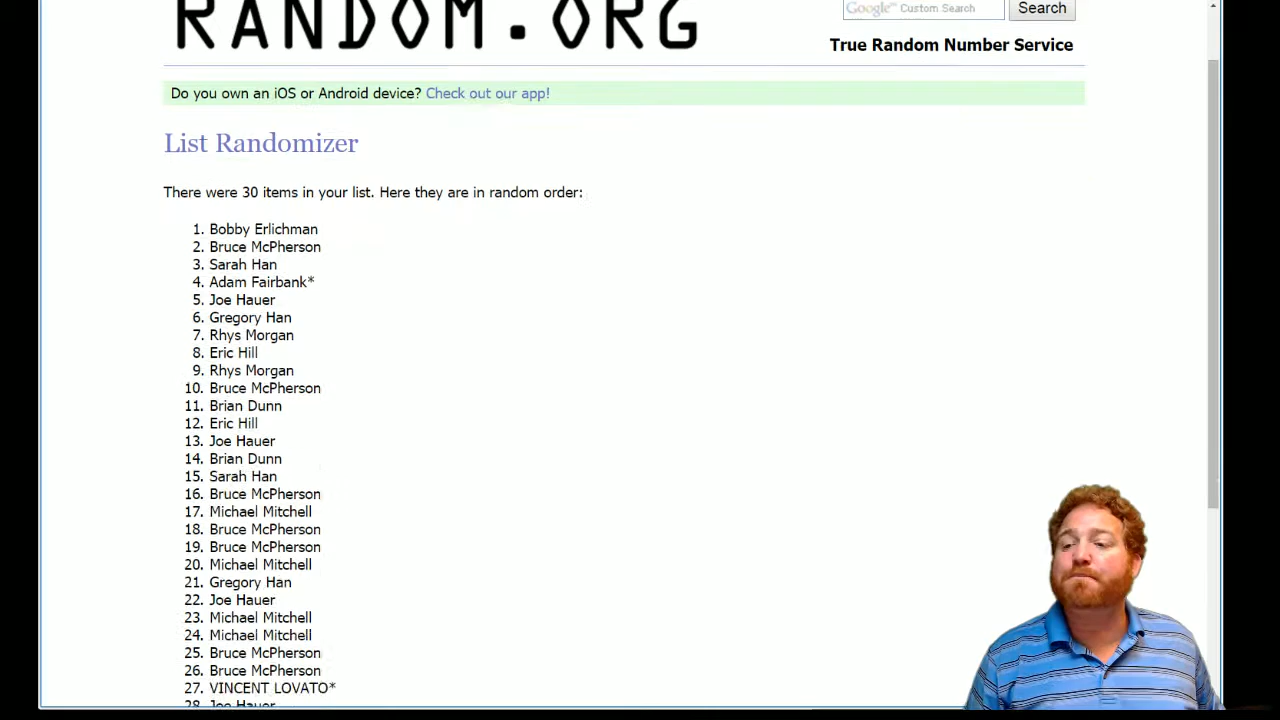 RANDOM.ORG
Google™ Custom Search
Search
True Random Number Service
Do you own an iOS or Android device? Check out our app!
List Randomizer
There were 30 items in your list. Here they are in random order:
1. Bobby Erlichman
2. Bruce McPherson
3. Sarah Han
4. Adam Fairbank*
5. Joe Hauer
6. Gregory Han
7. Rhys Morgan
8. Eric Hill
9. Rhys Morgan
10. Bruce McPherson
11. Brian Dunn
12. Eric Hill
13. Joe Hauer
14. Brian Dunn
15. Sarah Han
16. Bruce McPherson
17. Michael Mitchell
18. Bruce McPherson
19. Bruce McPherson
20. Michael Mitchell
21. Gregory Han
22. Joe Hauer
23. Michael Mitchell
24. Michael Mitchell
25. Bruce McPherson
26. Bruce McPherson
27. VINCENT LOVATO*
28. Joe Hauer